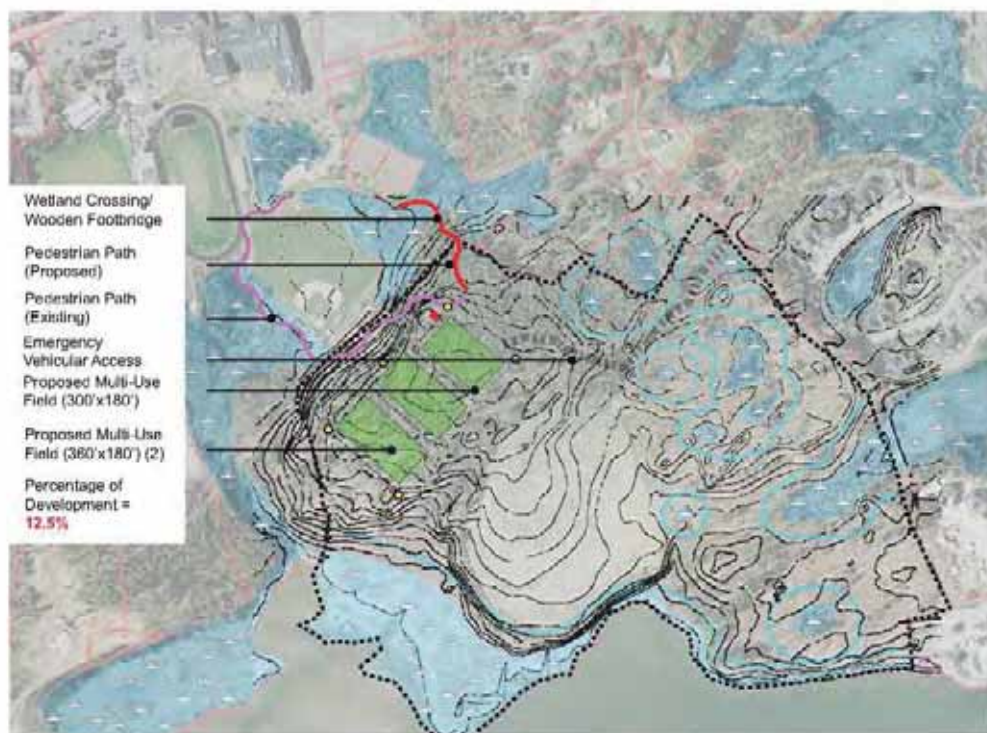 Wetland Crossing/
Wooden Footbridge
Pedestrian Path
(Proposed)
Pedestrian Path
(Existing)
Emergency
Vehicular Access
Proposed Multi-Use
Field (300'x180')
Proposed Multi-Use
Field (360'x180') (2)
Percentage of
Development =
12.5%